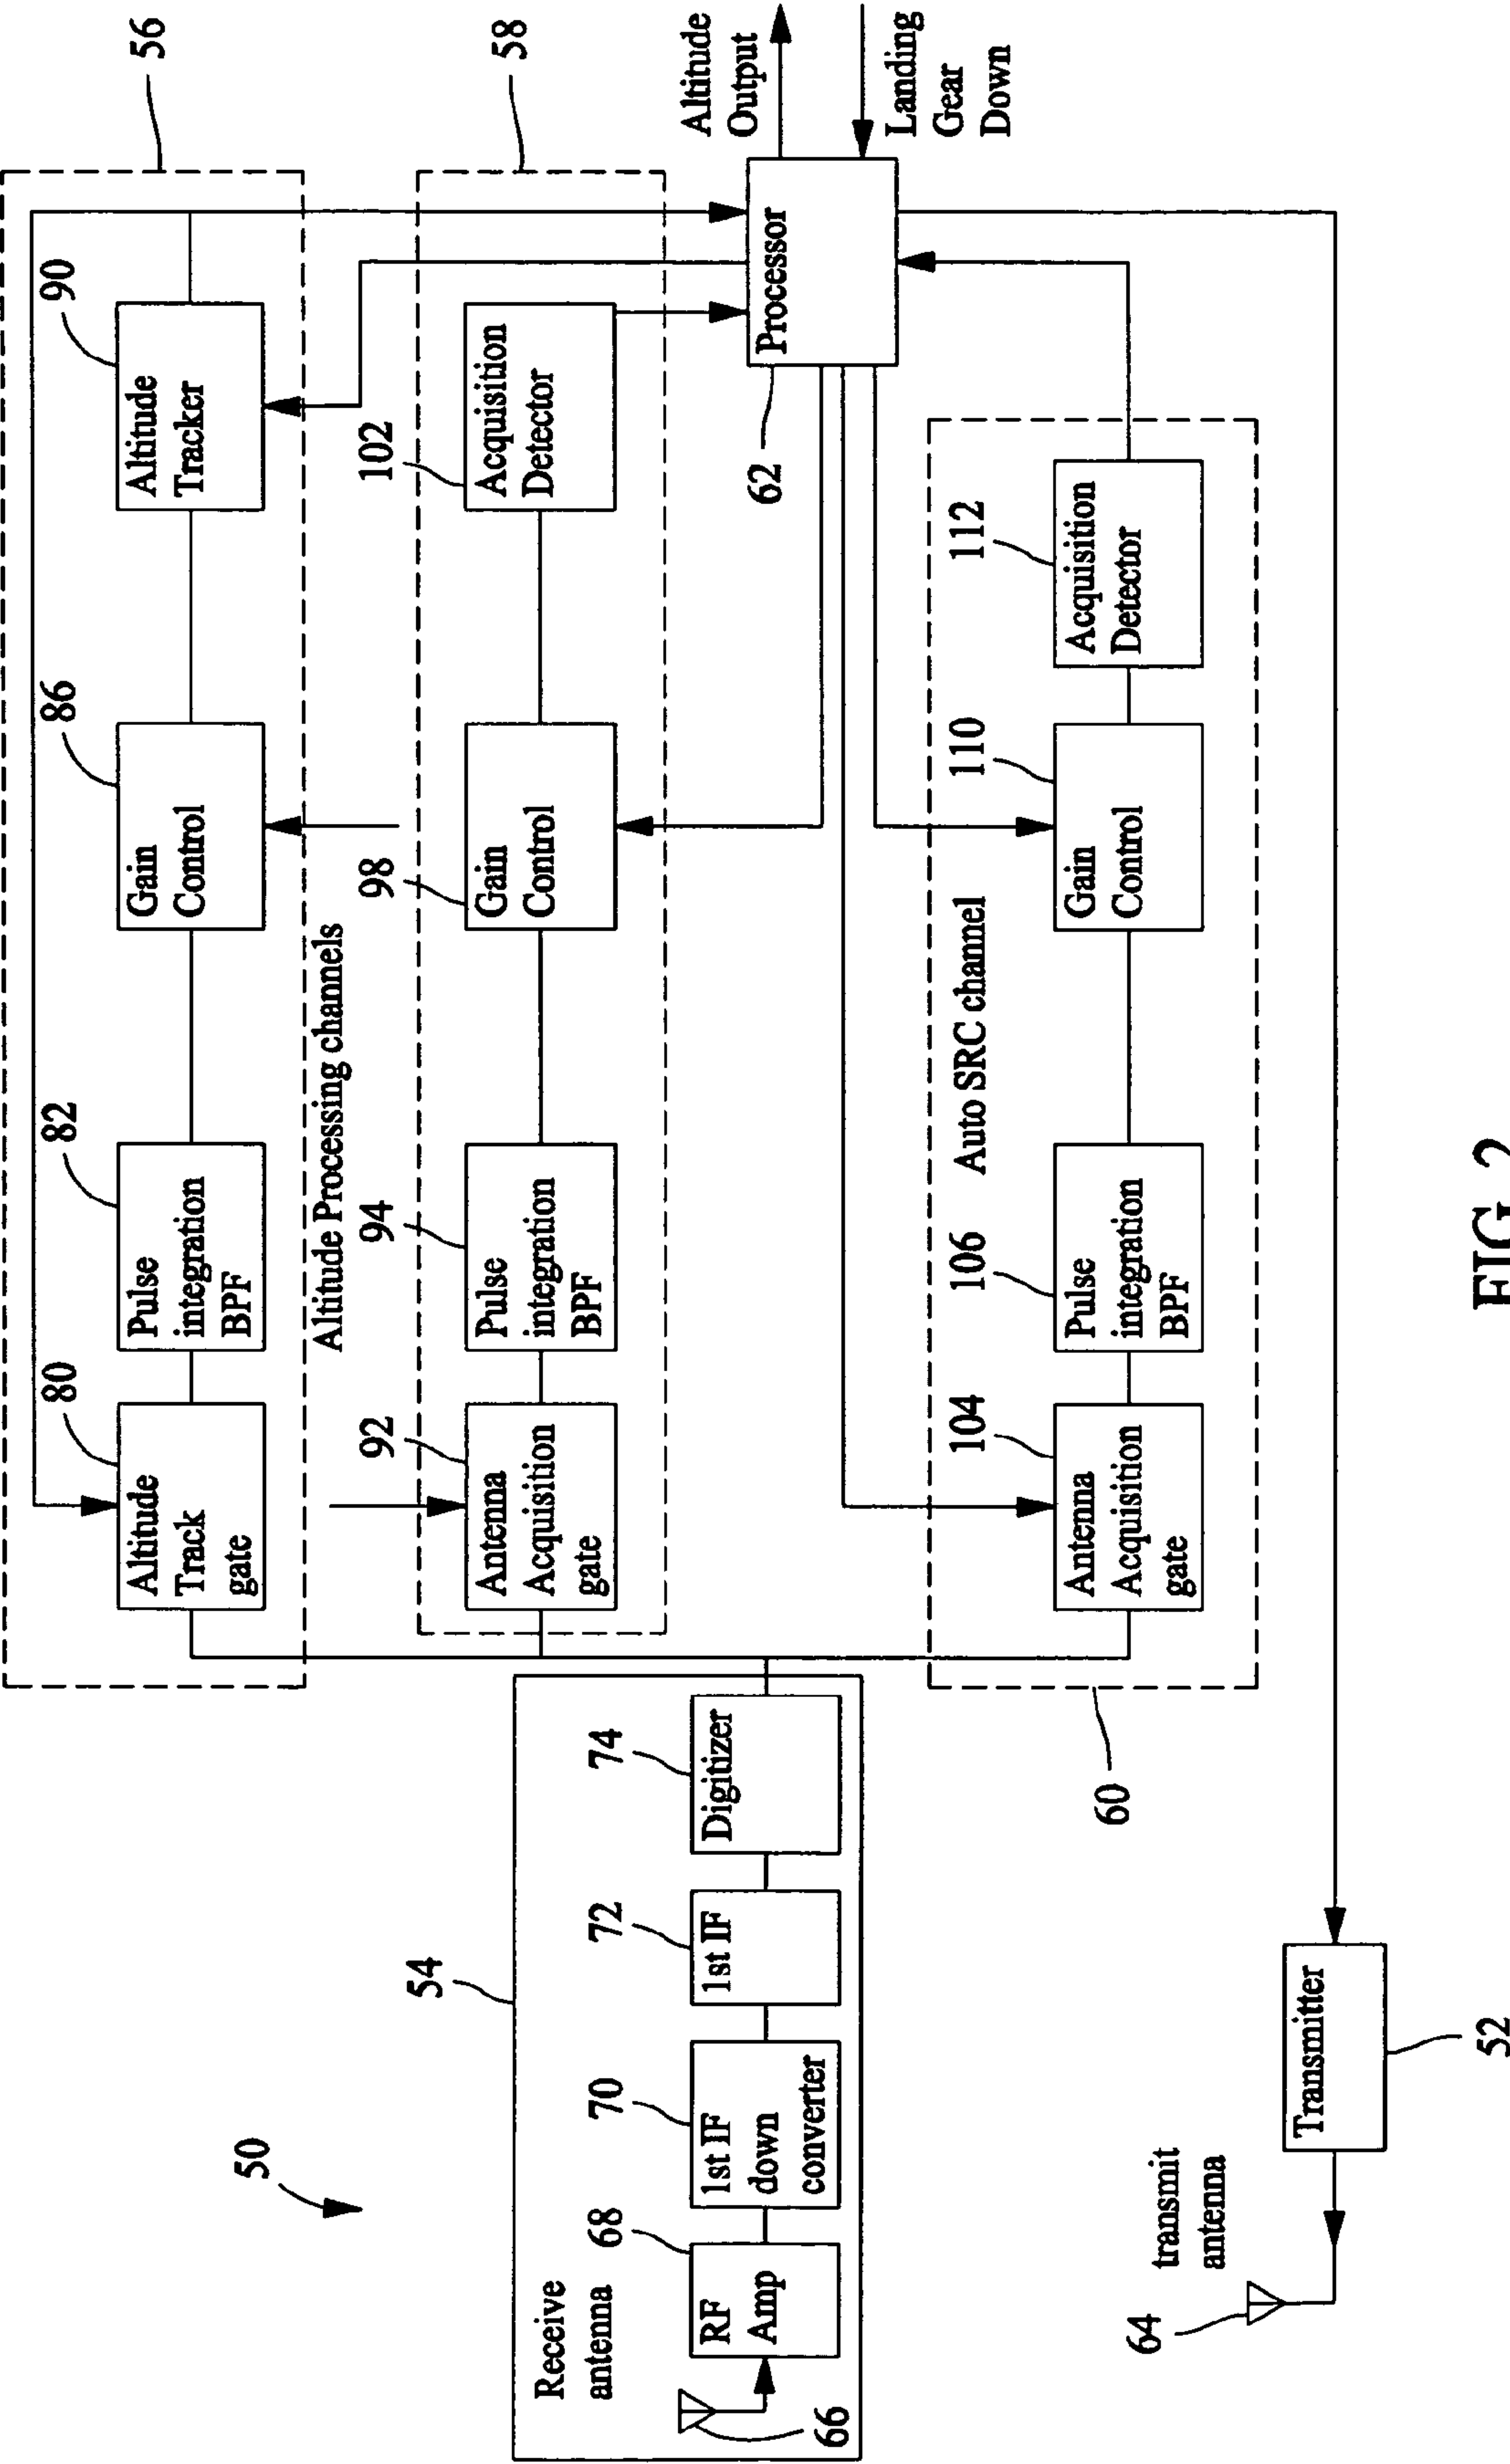 50
54
Receive
antenna
66
68
RF
Amp
70
1st IF
down
converter
72
1st IF
74
Digitizer
56
80
Altitude
Track
gate
82
Pulse
integration
BPF
86
Gain
Control
90
Altitude
Tracker
Altitude Processing channels
58
92
Antenna
Acquisition
gate
94
Pulse
integration
BPF
98
Gain
Control
102
Acquisition
Detector
62
Processor
Altitude
Output
Landing
Gear
Down
60
Auto SRC channel
104
Antenna
Acquisition
gate
106
Pulse
integration
BPF
110
Gain
Control
112
Acquisition
Detector
64
transmit
antenna
Transmitter
52
FIG. 2